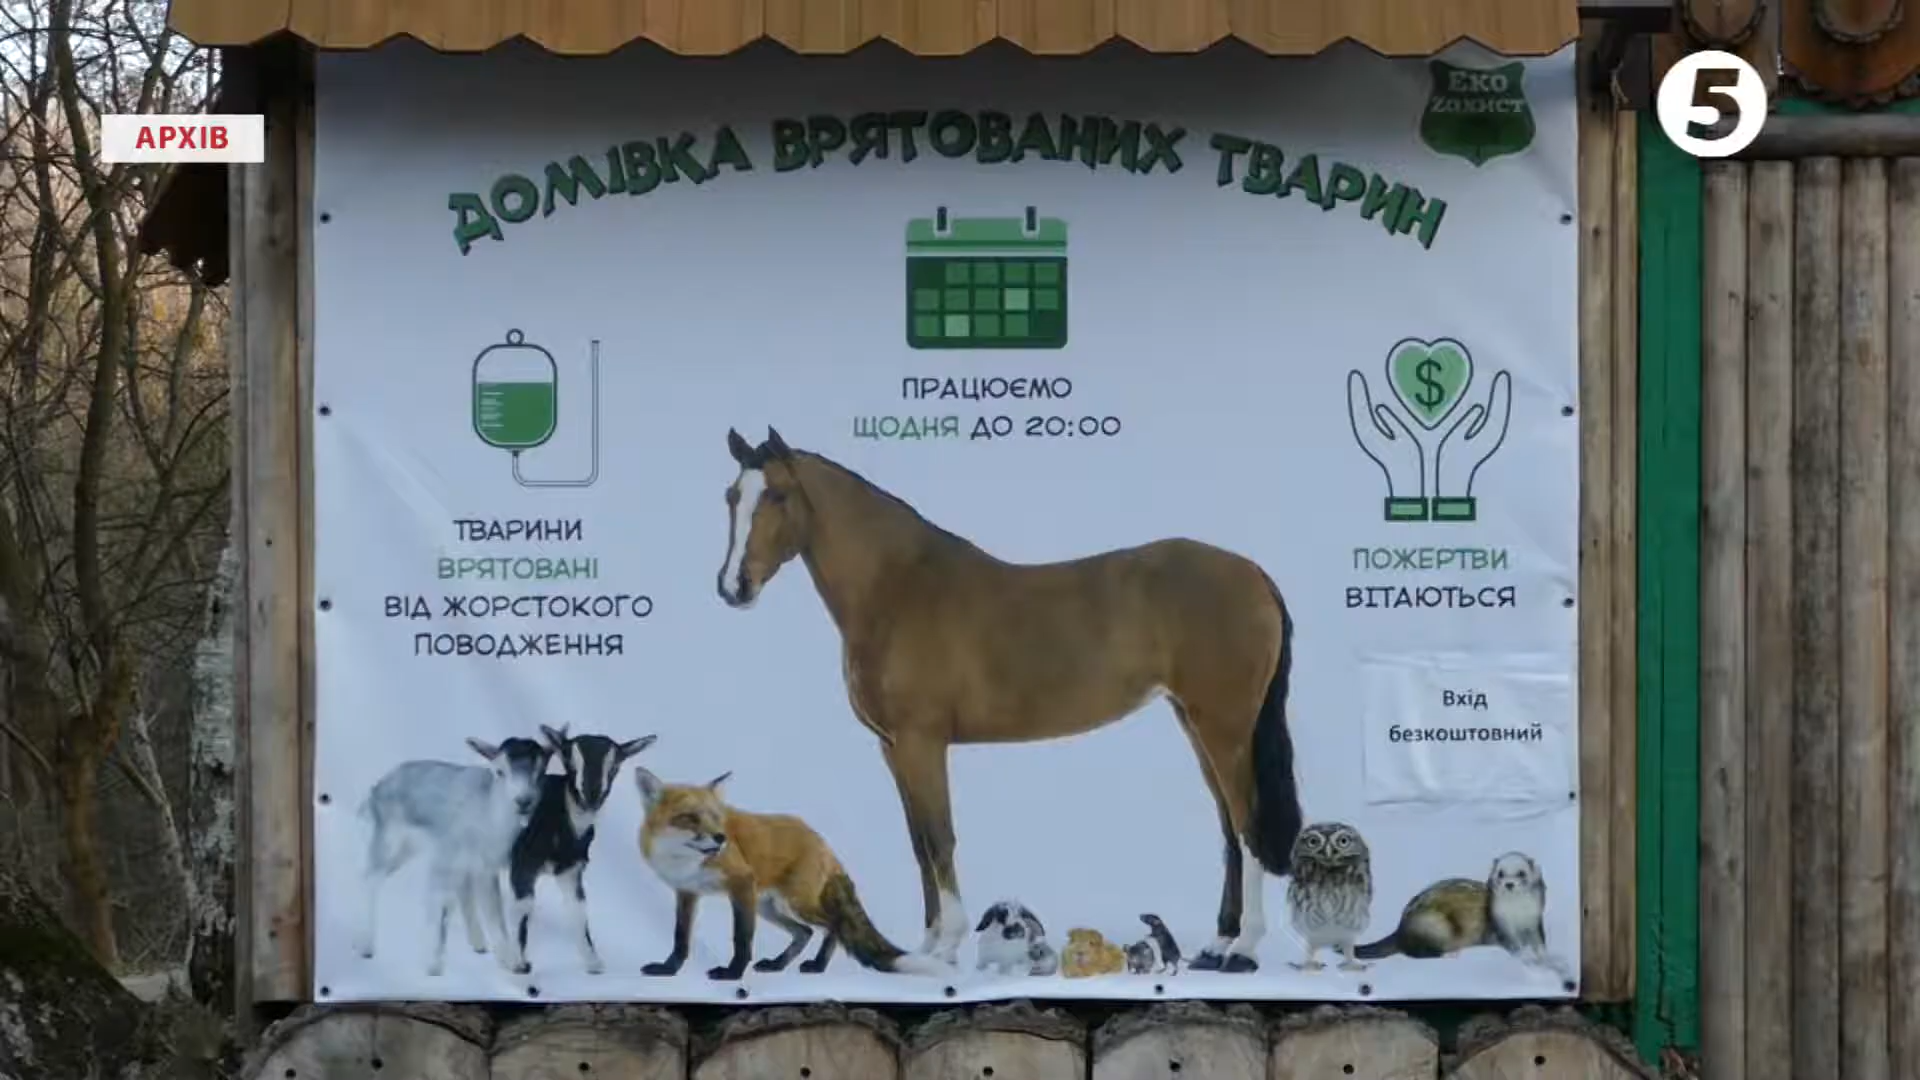 АРХІВ
5
ЕКО
ZАХИСТ
ДОМІВКА ВРЯТОВАНИХ ТВАРИН
ПРАЦЮЄМО
ЩОДНЯ ДО 20:00
$
ТВАРИНИ
ВРЯТОВАНІ
ВІД ЖОРСТОКОГО
ПОВОДЖЕННЯ
ПОЖЕРТВИ
ВІТАЮТЬСЯ
Вхід
безкоштовний